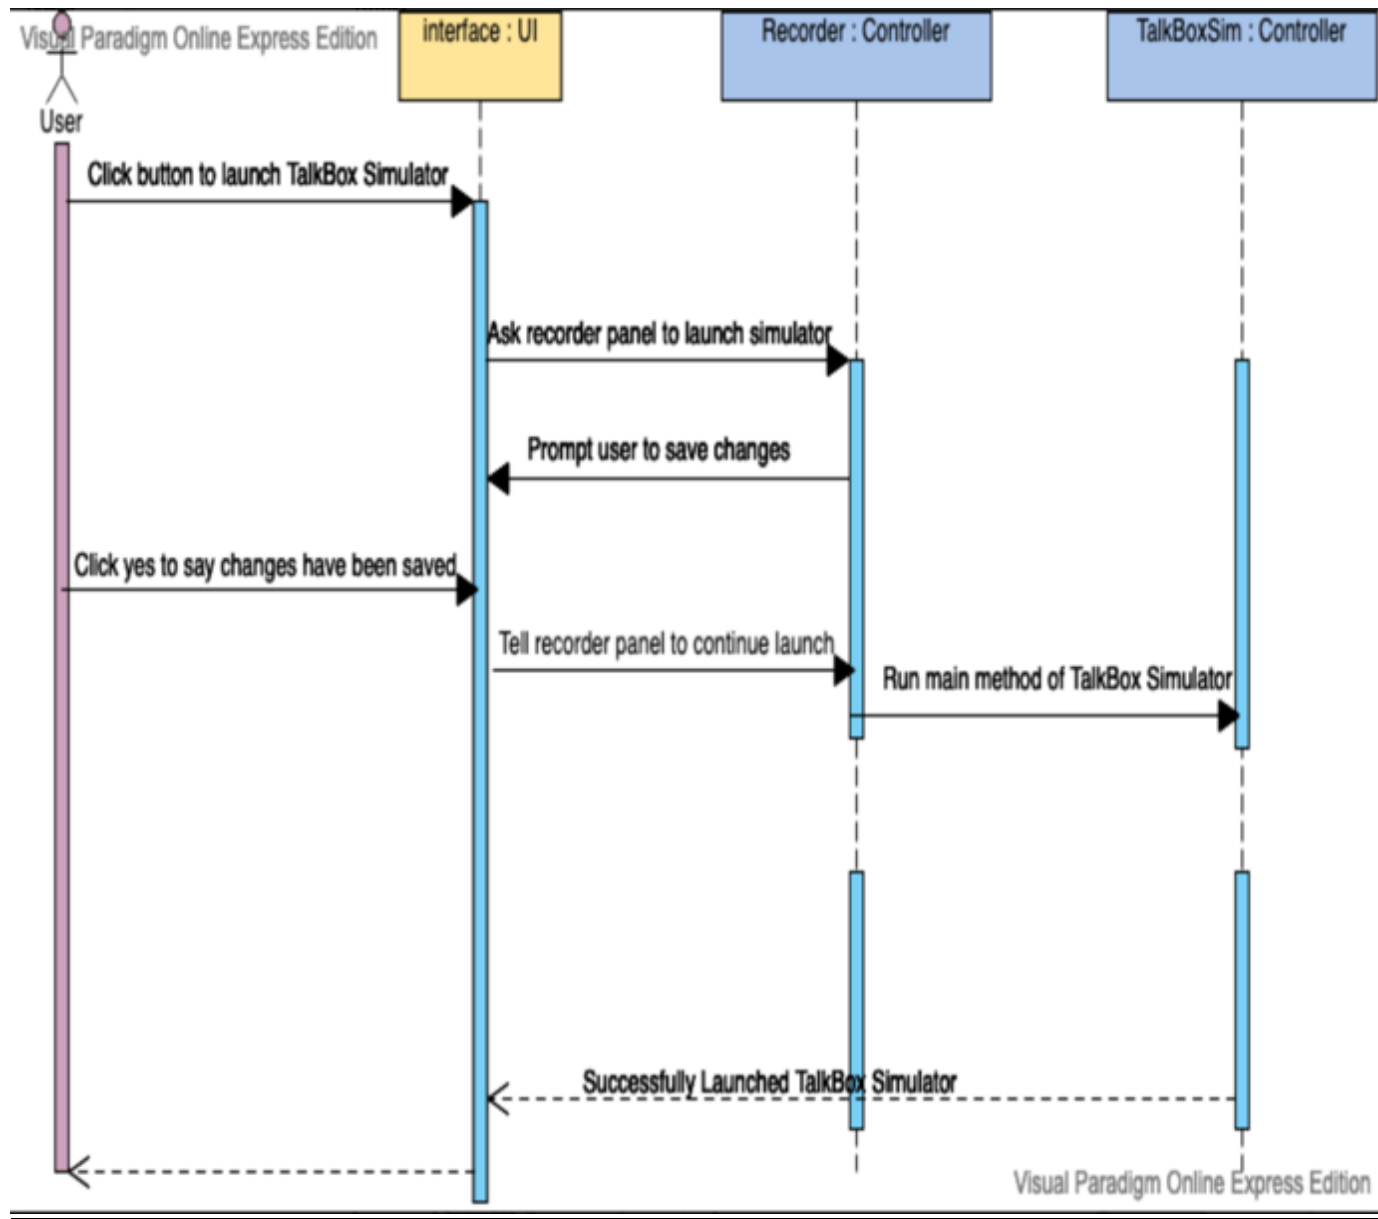 Visual Paradigm Online Express Edition
interface : UI
Recorder : Controller
TalkBoxSim : Controller
User
Click button to launch TalkBox Simulator
Ask recorder panel to launch simulator
Prompt user to save changes
Click yes to say changes have been saved
Tell recorder panel to continue launch
Run main method of TalkBox Simulator
Successfully Launched TalkBox Simulator
Visual Paradigm Online Express Edition